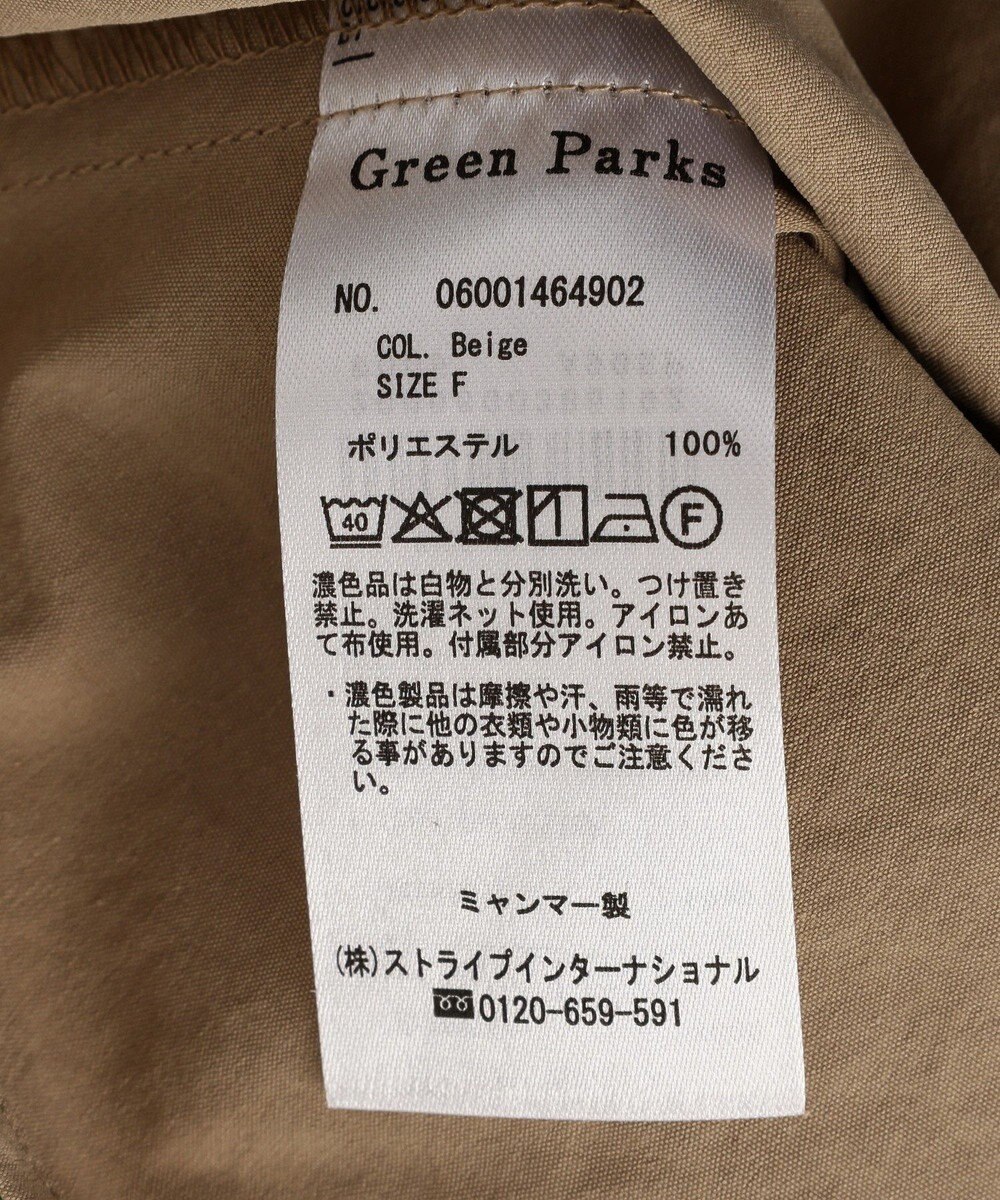 Green Parks
NO. 06001464902
COL. Beige
SIZE F
ポリエステル 100%
40 F
濃色品は白物と分別洗い。つけ置き
禁止。洗濯ネット使用。アイロンあ
て布使用。付属部分アイロン禁止。
・濃色製品は摩擦や汗、雨等で濡れ
た際に他の衣類や小物類に色が移
る事がありますのでご注意くださ
い。
ミャンマー製
(株)ストライプインターナショナル
0120-659-591